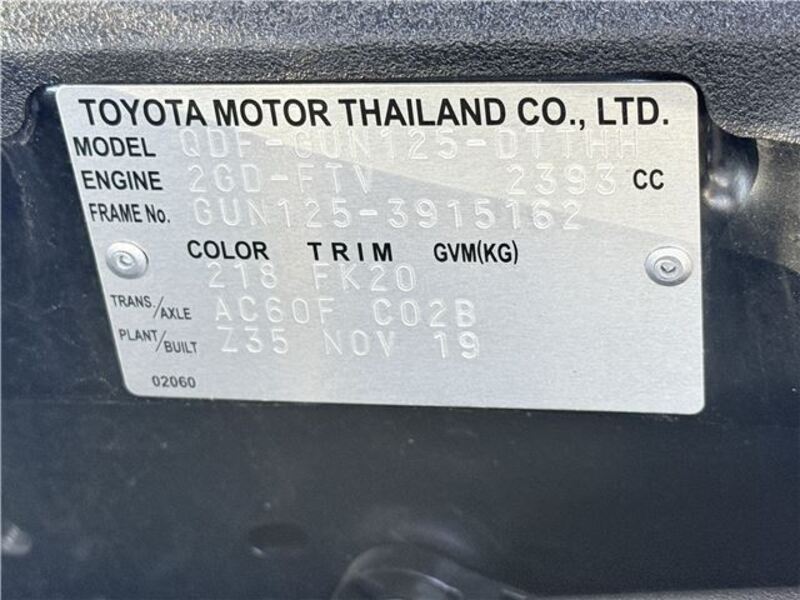 TOYOTA MOTOR THAILAND CO., LTD.
MODEL QDF-GUN125-DTTHH
ENGINE 2GD-FTV 2393 CC
FRAME No. GUN125-3915162
COLOR TRIM GVM(KG)
218 FK20
TRANS./AXLE AC60F C02B
PLANT/BUILT Z35 NOV 19
02060